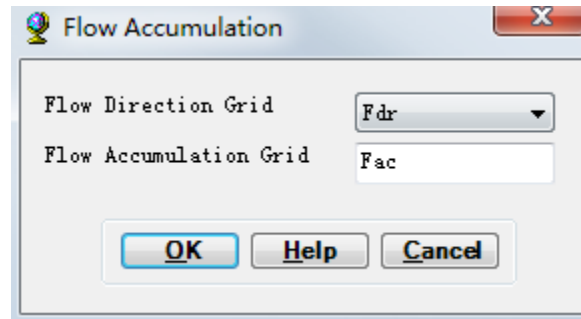 Flow Accumulation
Flow Direction Grid Fdr
Flow Accumulation Grid Fac
OK Help Cancel